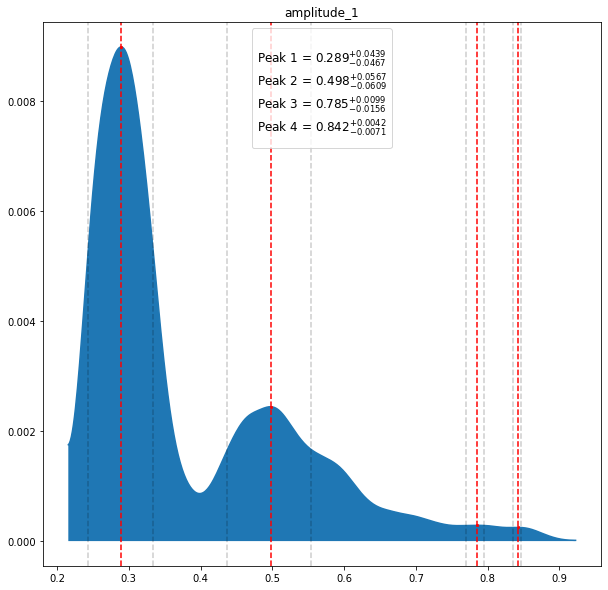 amplitude_1
Peak 1 = 0.289 +0.0439 -0.0467
Peak 2 = 0.498 +0.0567 -0.0609
Peak 3 = 0.785 +0.0099 -0.0156
Peak 4 = 0.842 +0.0042 -0.0071
0.008
0.006
0.004
0.002
0.000
0.2 0.3 0.4 0.5 0.6 0.7 0.8 0.9